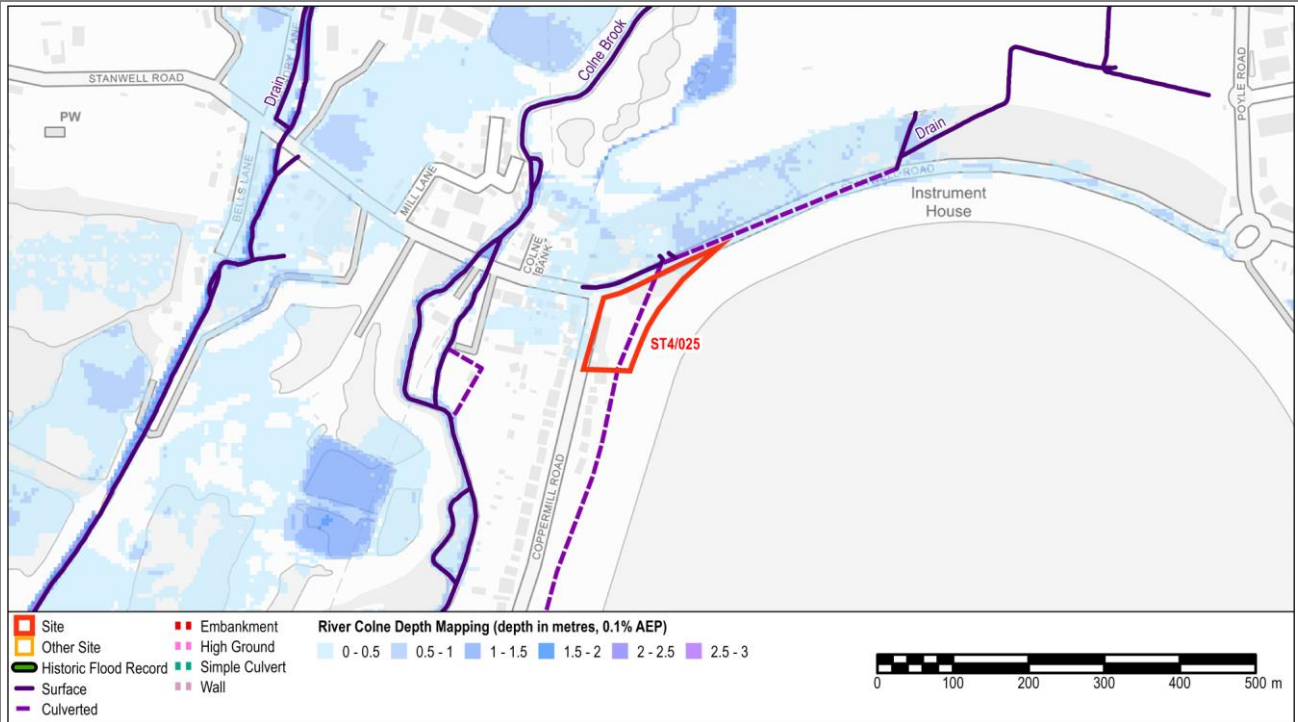 STANWELL ROAD
PW
Drain
Colne Brook
BELLS LANE
MILL LANE
COLNE
BANK
Drain
ROAD
Instrument
House
POYLE ROAD
ST4/025
COPPERMILL ROAD
Site
Other Site
Historic Flood Record
Surface
Culverted
Embankment
High Ground
Simple Culvert
Wall
River Colne Depth Mapping (depth in metres, 0.1% AEP)
0 - 0.5 0.5 - 1 1 - 1.5 1.5 - 2 2 - 2.5 2.5 - 3
0 100 200 300 400 500 m